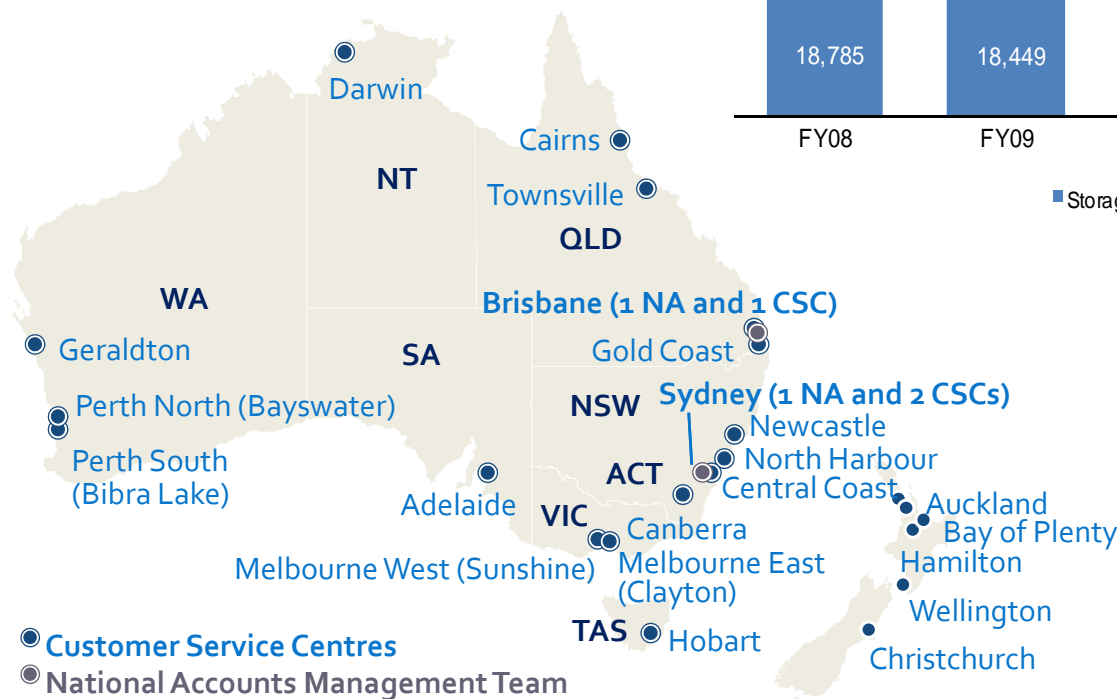 18,785
18,449
FY08
FY09
Storag
Darwin
Cairns
NT
Townsville
QLD
WA
Brisbane (1 NA and 1 CSC)
Geraldton
SA
Gold Coast
NSW
Sydney (1 NA and 2 CSCs)
Perth North (Bayswater)
Newcastle
Perth South
(Bibra Lake)
North Harbour
ACT
Central Coast
Adelaide
VIC
Canberra
Auckland
Bay of Plenty
Melbourne West (Sunshine)
Melbourne East
(Clayton)
Hamilton
Wellington
TAS
Hobart
Christchurch
Customer Service Centres
National Accounts Management Team